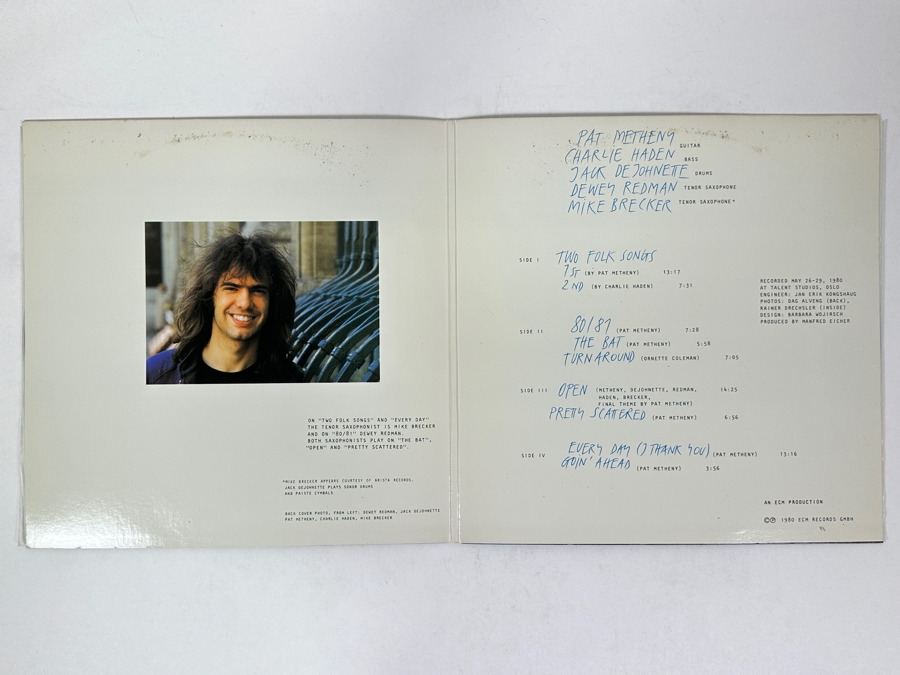 ON "TWO FOLK SONGS" AND "EVERY DAY"
THE TENOR SAXOPHONIST IS MIKE BRECKER
AND ON "80/81" DEWEY REDMAN.
BOTH SAXOPHONISTS PLAY ON "THE BAT",
"OPEN" AND "PRETTY SCATTERED".
*MIKE BRECKER APPEARS COURTESY OF ARISTA RECORDS.
JACK DEJOHNETTE PLAYS SONOR DRUMS
AND PAISTE CYMBALS
BACK COVER PHOTO, FROM LEFT: DEWEY REDMAN, JACK DEJOHNETTE
PAT METHENY, CHARLIE HADEN, MIKE BRECKER
PAT METHENY GUITAR
CHARLIE HADEN BASS
JACK DEJOHNETTE DRUMS
DEWEY REDMAN TENOR SAXOPHONE
MIKE BRECKER TENOR SAXOPHONE*
SIDE I TWO FOLK SONGS
1ST (BY PAT METHENY) 13:17
2ND (BY CHARLIE HADEN) 7:31
SIDE II 80/81 (PAT METHENY) 7:28
THE BAT (PAT METHENY) 5:58
TURNAROUND (ORNETTE COLEMAN) 7:05
SIDE III OPEN (METHENY, DEJOHNETTE, REDMAN, 14:25
HADEN, BRECKER,
FINAL THEME BY PAT METHENY)
PRETTY SCATTERED (PAT METHENY) 6:56
SIDE IV EVERY DAY (I THANK YOU) (PAT METHENY) 13:16
GOIN' AHEAD (PAT METHENY) 3:56
RECORDED MAY 26-29, 1980
AT TALENT STUDIOS, OSLO
ENGINEER: JAN ERIK KONGSHAUG
PHOTOS: DAG ALVENG (BACK),
RAINER DRECHSLER (INSIDE)
DESIGN: BARBARA WOJIRSCH
PRODUCED BY MANFRED EICHER
AN ECM PRODUCTION
©℗ 1980 ECM RECORDS GMBH